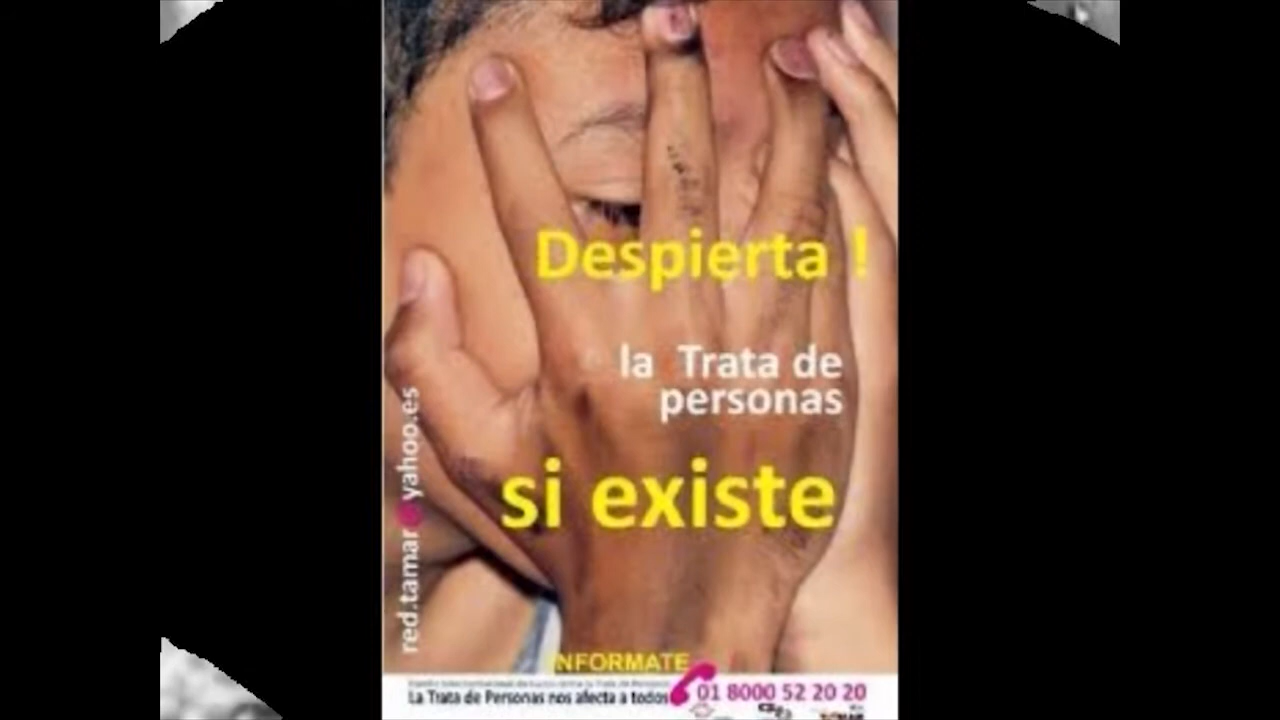 Despierta !
la Trata de
personas
si existe
red.tamar yahoo.es
INFORMATE
La Trata de Personas nos afecta a todos
01 8000 52 20 20